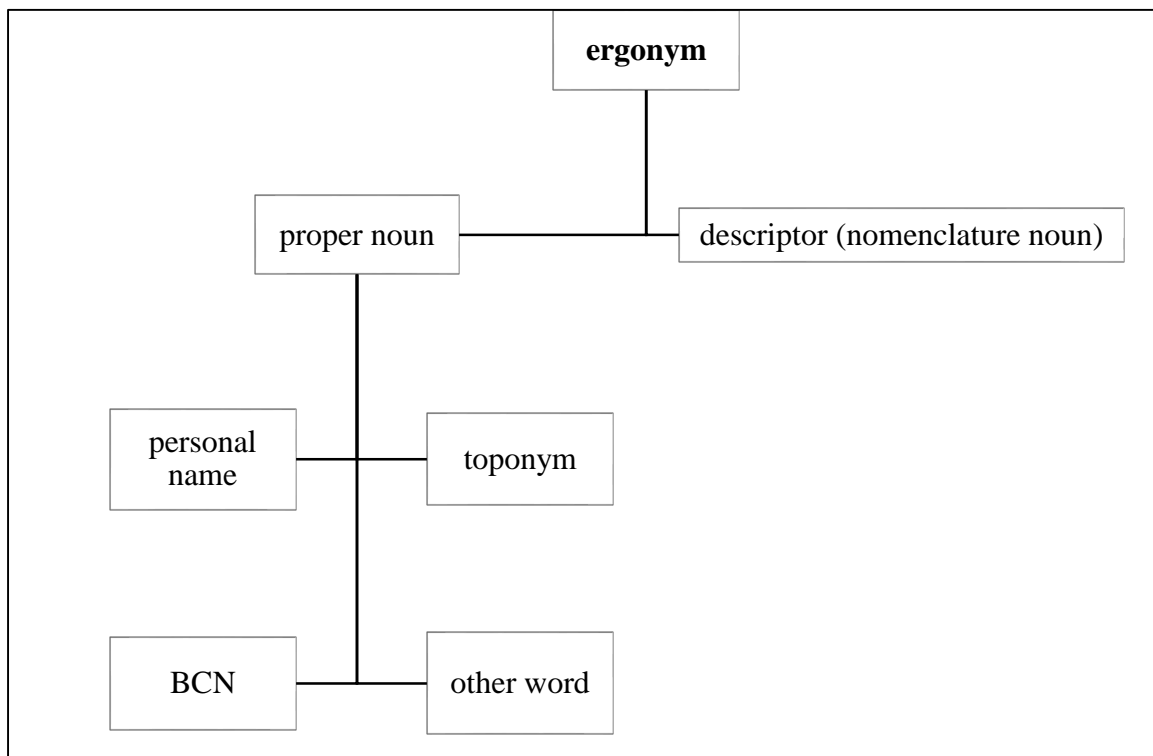 ergonym
proper noun
descriptor (nomenclature noun)
personal
name
toponym
BCN
other word